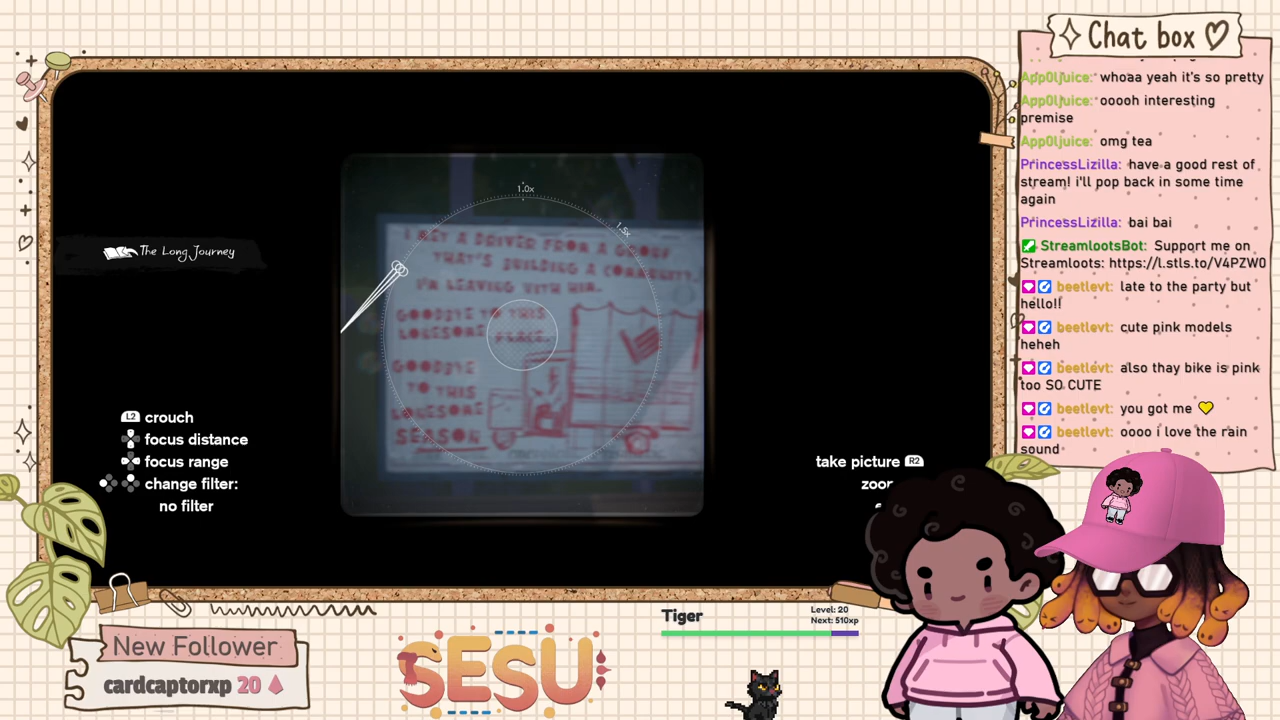 Chat box
App0ljuice: whoaa yeah it's so pretty
App0ljuice: ooooh interesting
premise
App0ljuice: omg tea
PrincessLizilla: have a good rest of
stream! i'll pop back in some time
again
PrincessLizilla: bai bai
StreamlootsBot: Support me on
Streamloots: https://l.stls.to/V4PZW0
beetlevt: late to the party but
hello!!
beetlevt: cute pink models
heheh
beetlevt: also thay bike is pink
too SO CUTE
beetlevt: you got me
beetlevt: oooo i love the rain
sound
The Long Journey
1.0x
1.5x
I MET A DRIVER FROM A GROUP
THAT'S BUILDING A COMMUNITY.
I'M LEAVING WITH HIM.
GOODBYE TO THIS
LONESOME PLACE.
GOODBYE
TO THIS
LONESOME
SEASON
L2 crouch
focus distance
focus range
change filter:
no filter
take picture R2
zoom
New Follower
cardcaptorxp 20
SESU
Tiger
Level: 20
Next: 510xp